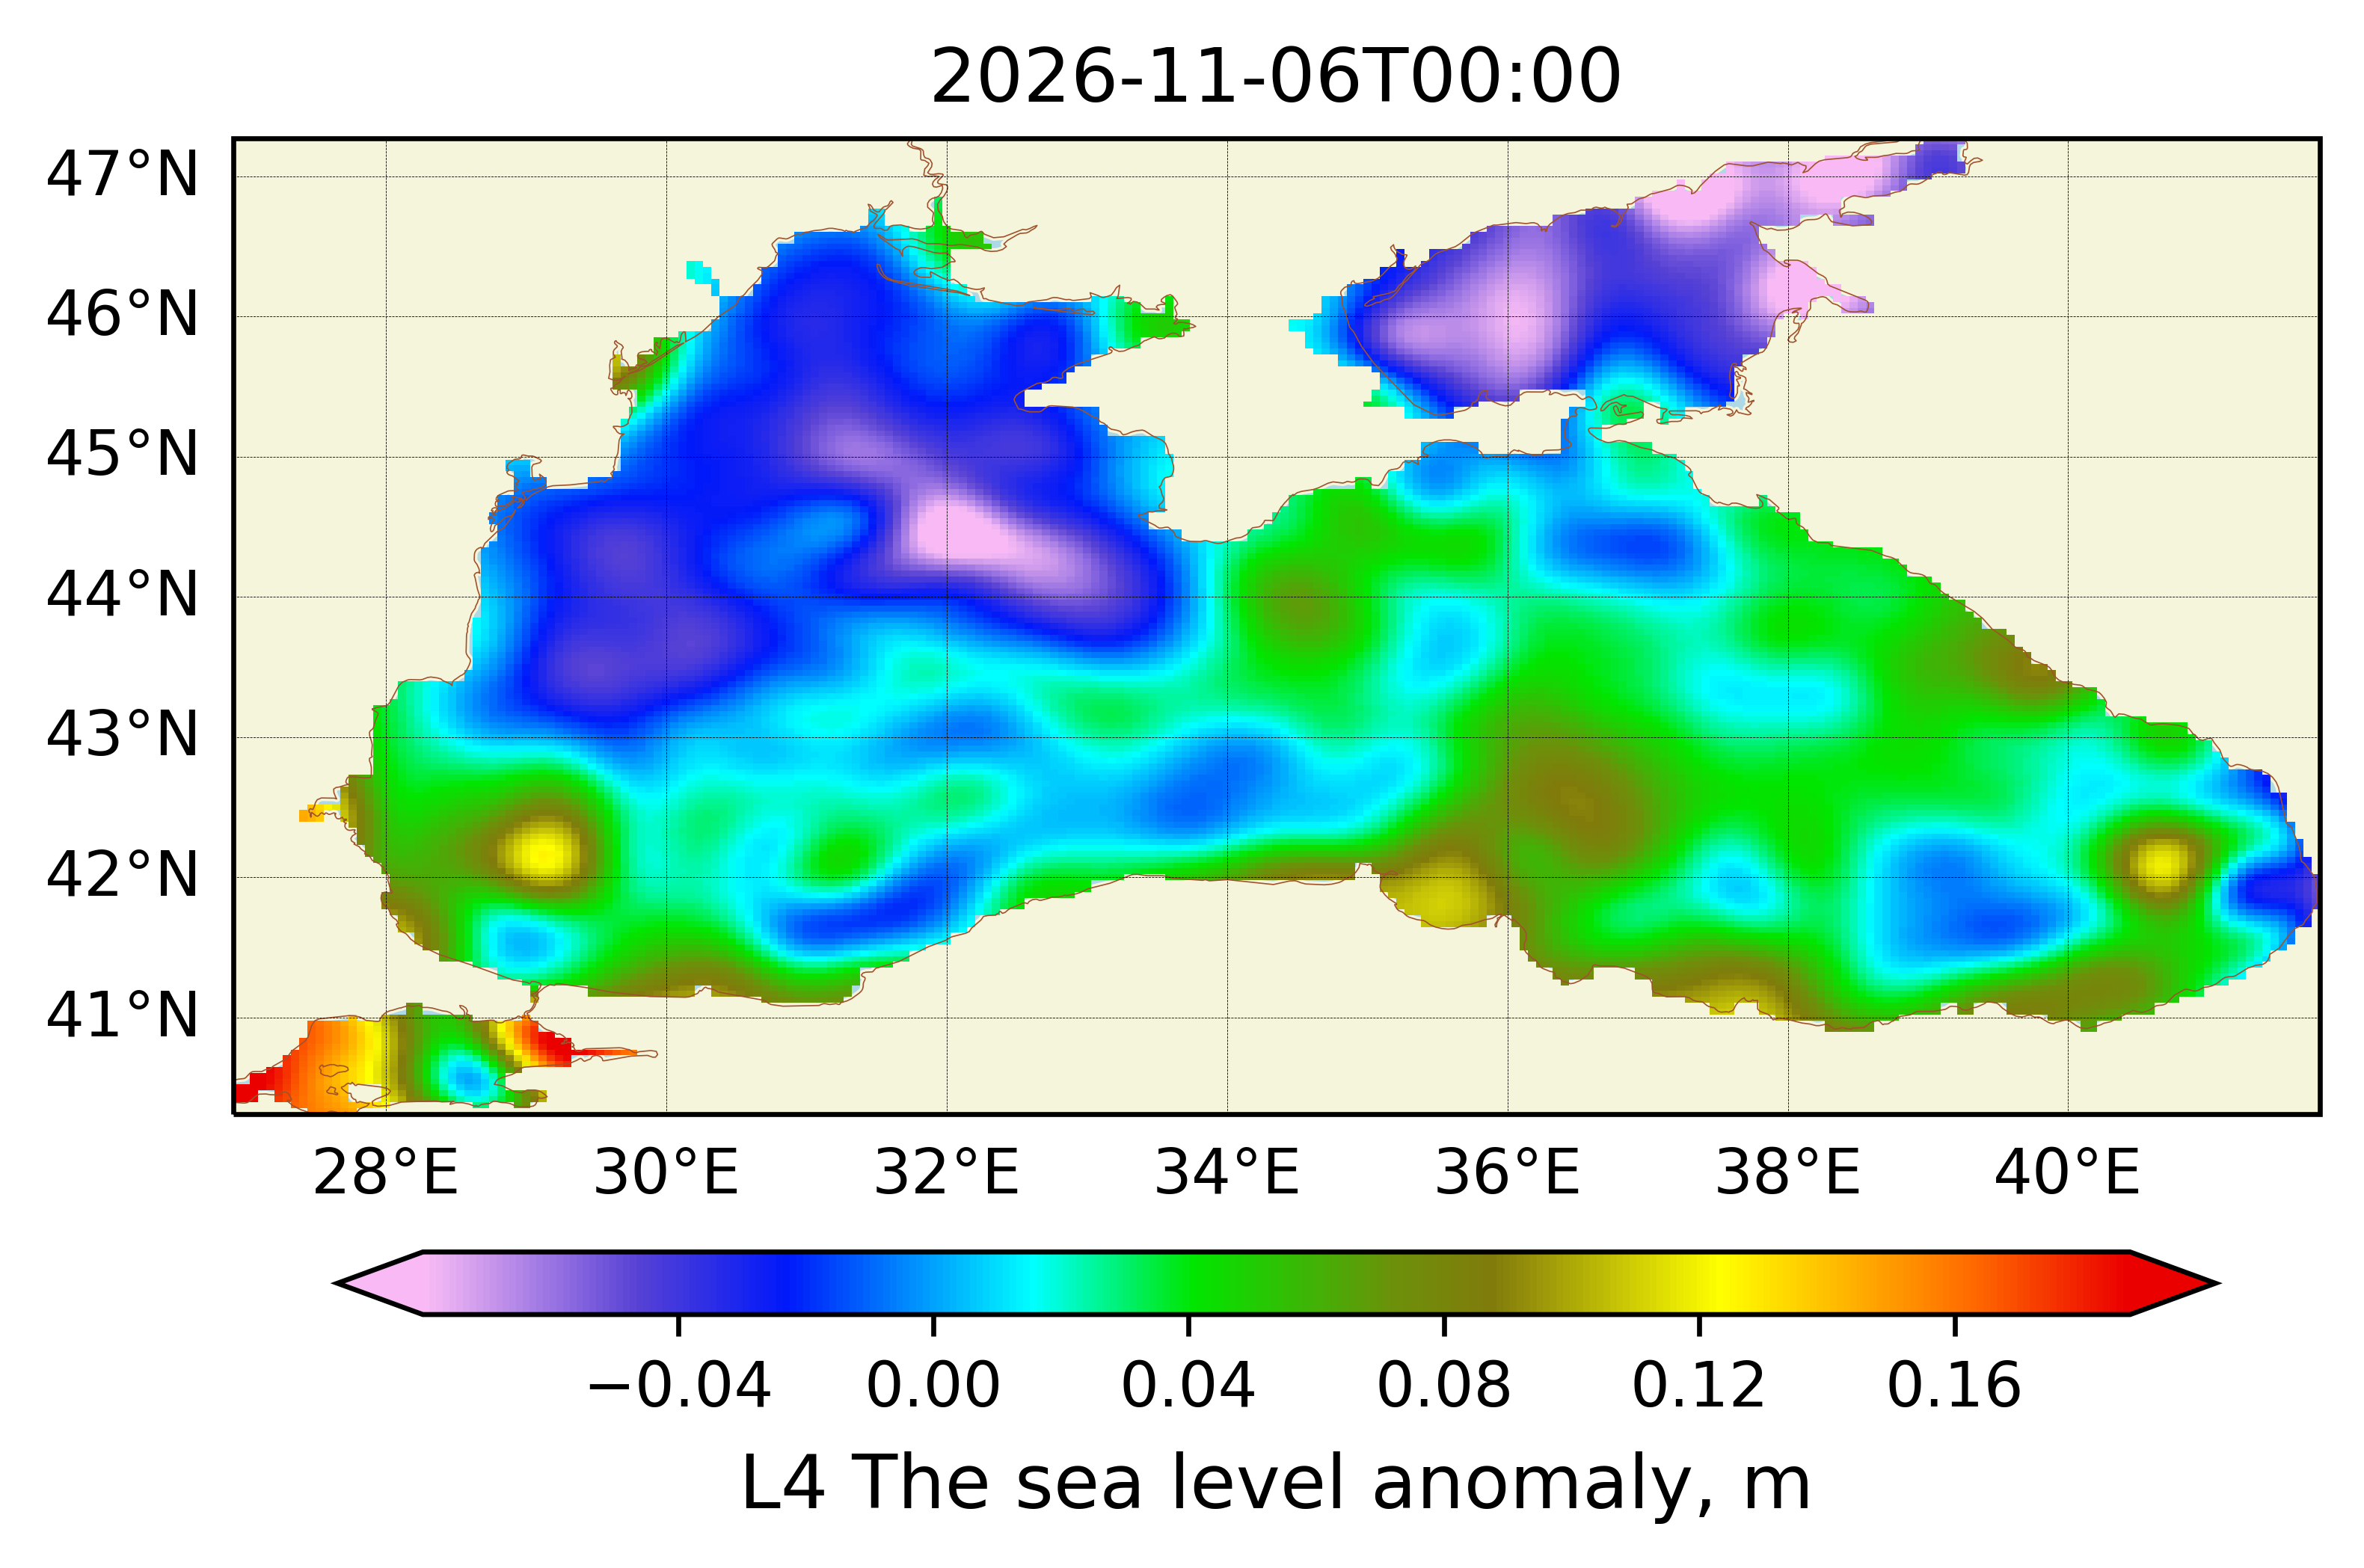 2026-11-06T00:00
47°N
46°N
45°N
44°N
43°N
42°N
41°N
28°E 30°E 32°E 34°E 36°E 38°E 40°E
−0.04 0.00 0.04 0.08 0.12 0.16
L4 The sea level anomaly, m